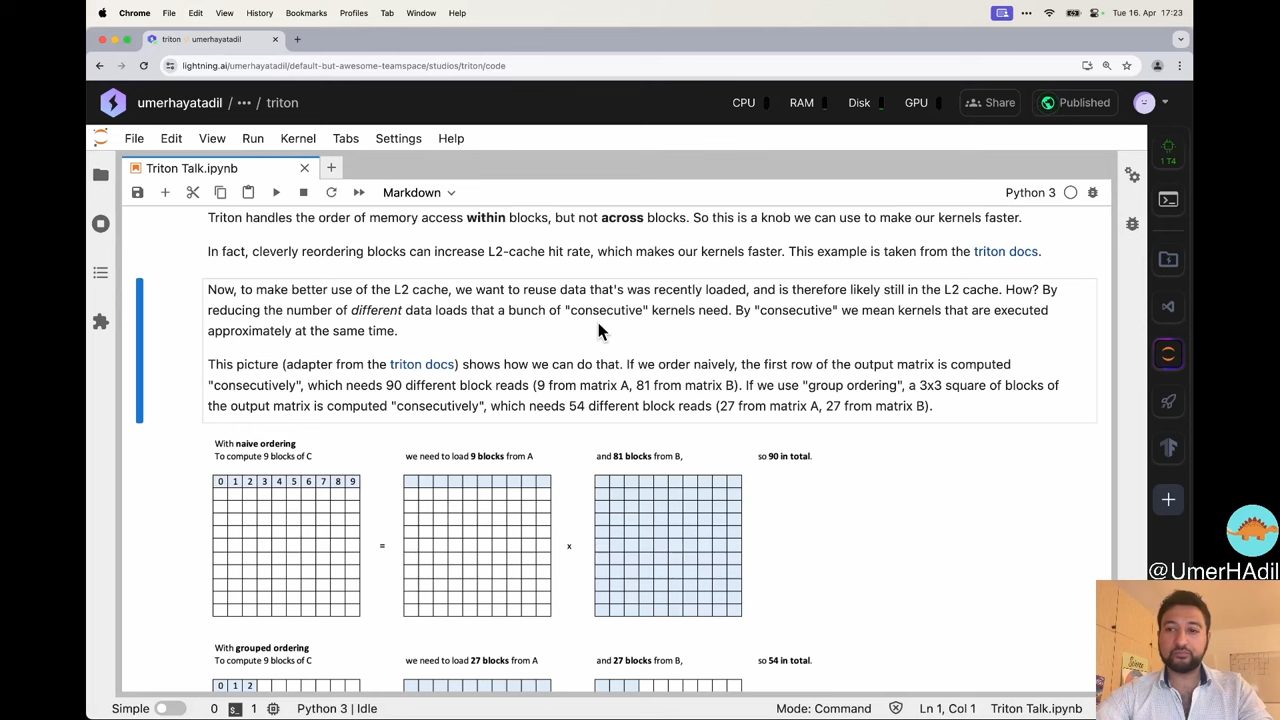 Chrome File Edit View History Bookmarks Profiles Tab Window Help Tue 16. Apr 17:23
triton umerhayatadil
lightning.ai/umerhayatadil/default-but-awesome-teamspace/studios/triton/code
umerhayatadil / ••• / triton CPU RAM Disk GPU Share Published
File Edit View Run Kernel Tabs Settings Help
Triton Talk.ipynb
1 T4
Markdown Python 3
Triton handles the order of memory access within blocks, but not across blocks. So this is a knob we can use to make our kernels faster.
In fact, cleverly reordering blocks can increase L2-cache hit rate, which makes our kernels faster. This example is taken from the triton docs.
Now, to make better use of the L2 cache, we want to reuse data that's was recently loaded, and is therefore likely still in the L2 cache. How? By
reducing the number of different data loads that a bunch of "consecutive" kernels need. By "consecutive" we mean kernels that are executed
approximately at the same time.
This picture (adapter from the triton docs) shows how we can do that. If we order naively, the first row of the output matrix is computed
"consecutively", which needs 90 different block reads (9 from matrix A, 81 from matrix B). If we use "group ordering", a 3x3 square of blocks of
the output matrix is computed "consecutively", which needs 54 different block reads (27 from matrix A, 27 from matrix B).
With naive ordering
To compute 9 blocks of C we need to load 9 blocks from A and 81 blocks from B, so 90 in total.
0 1 2 3 4 5 6 7 8 9
= x
With grouped ordering
To compute 9 blocks of C we need to load 27 blocks from A and 27 blocks from B, so 54 in total.
0 1 2
@UmerHAdil
Simple 0 1 Python 3 | Idle Mode: Command Ln 1, Col 1 Triton Talk.ipynb